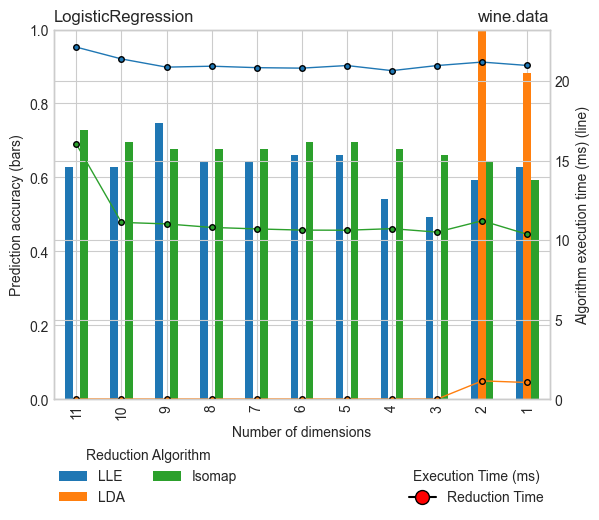 LogisticRegression
wine.data
1.0
0.8
0.6
0.4
0.2
0.0
Prediction accuracy (bars)
20
15
10
5
0
Algorithm execution time (ms) (line)
11 10 9 8 7 6 5 4 3 2 1
Number of dimensions
Reduction Algorithm
LLE
LDA
Isomap
Execution Time (ms)
Reduction Time